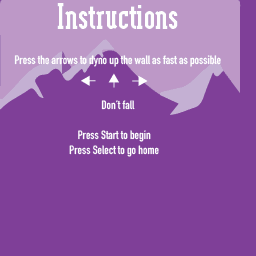 Instructions
Press the arrows to dyno up the wall as fast as possible
Don't fall
Press Start to begin
Press Select to go home